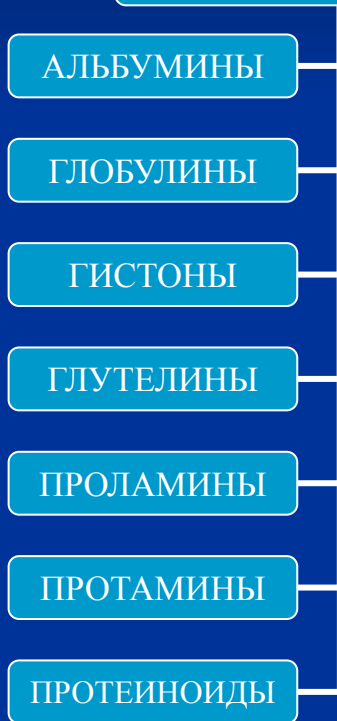 АЛЬБУМИНЫ
ГЛОБУЛИНЫ
ГИСТОНЫ
ГЛУТЕЛИНЫ
ПРОЛАМИНЫ
ПРОТАМИНЫ
ПРОТЕИНОИДЫ